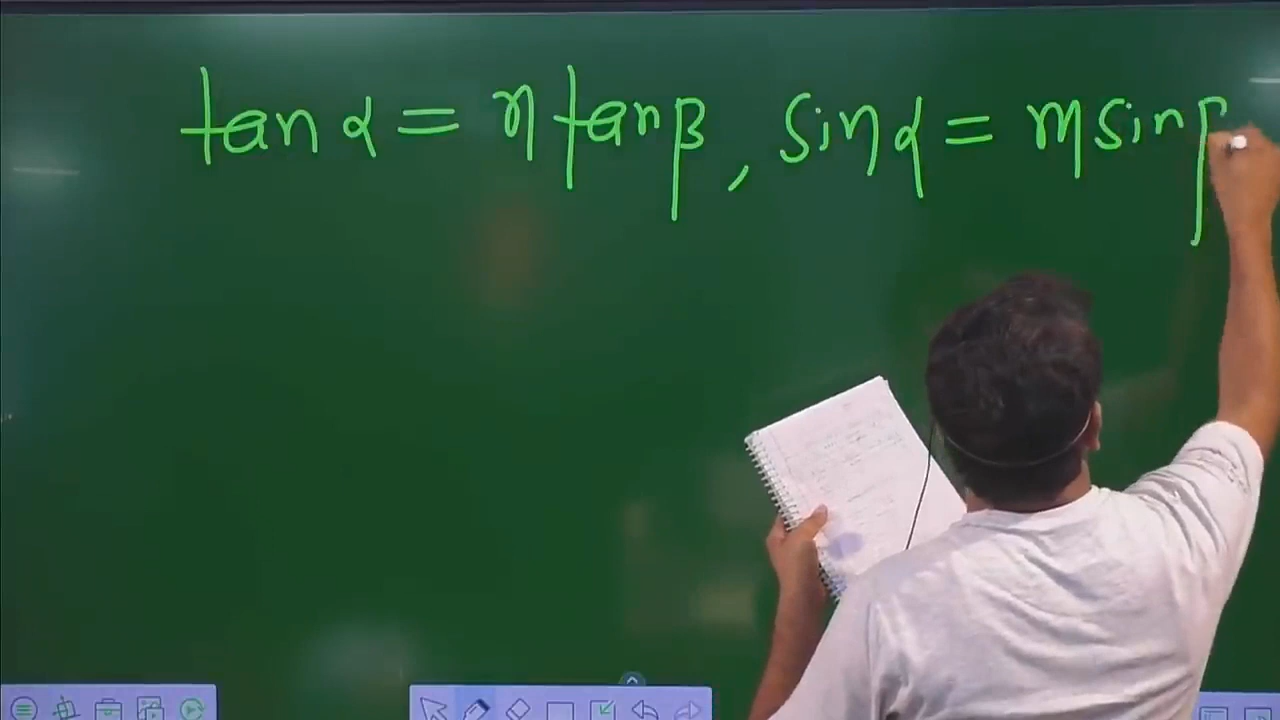 tan α = n tan β , sin α = m sin β